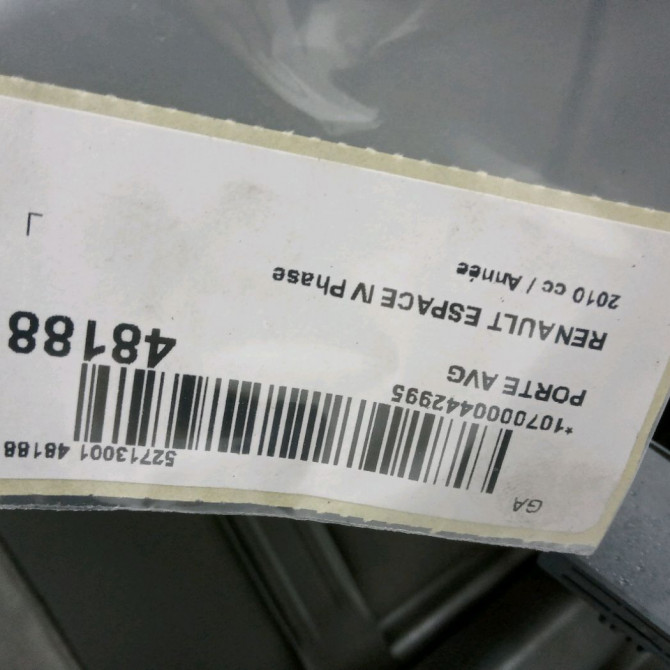 GA
52713001 48188
*1070000442995
PORTE AVG
48188
RENAULT ESPACE IV Phase
2010 cc / Année